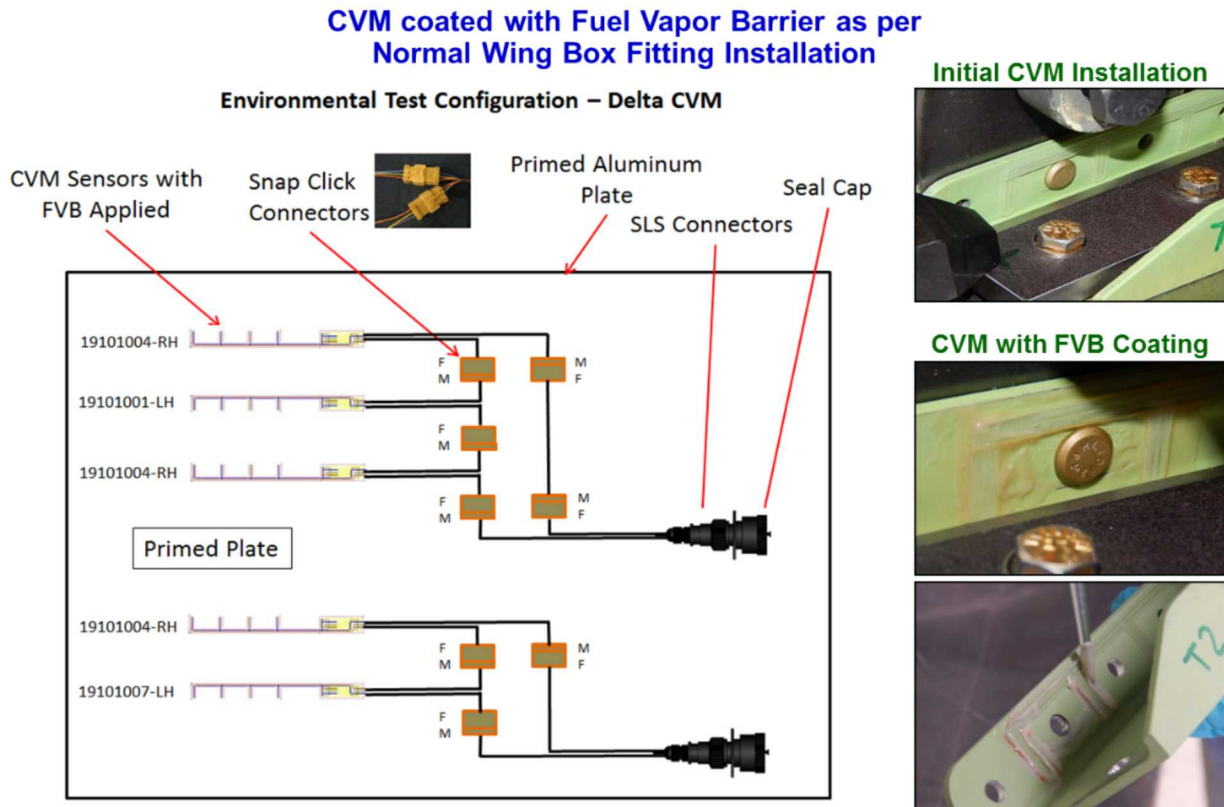 CVM coated with Fuel Vapor Barrier as per
Normal Wing Box Fitting Installation
Environmental Test Configuration – Delta CVM
Initial CVM Installation
CVM Sensors with
FVB Applied
Snap Click
Connectors
Primed Aluminum
Plate
SLS Connectors
Seal Cap
19101004-RH
F
M
M
F
19101001-LH
F
M
19101004-RH
F
M
M
F
Primed Plate
19101004-RH
F
M
M
F
19101007-LH
F
M
CVM with FVB Coating
T2